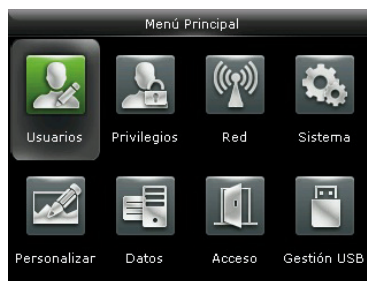 Menú Principal
Usuarios Privilegios Red Sistema
Personalizar Datos Acceso Gestión USB